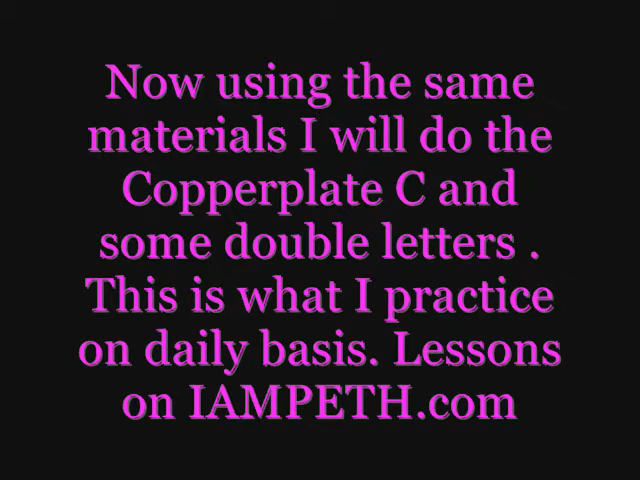 Now using the same
materials I will do the
Copperplate C and
some double letters .
This is what I practice
on daily basis. Lessons
on IAMPETH.com